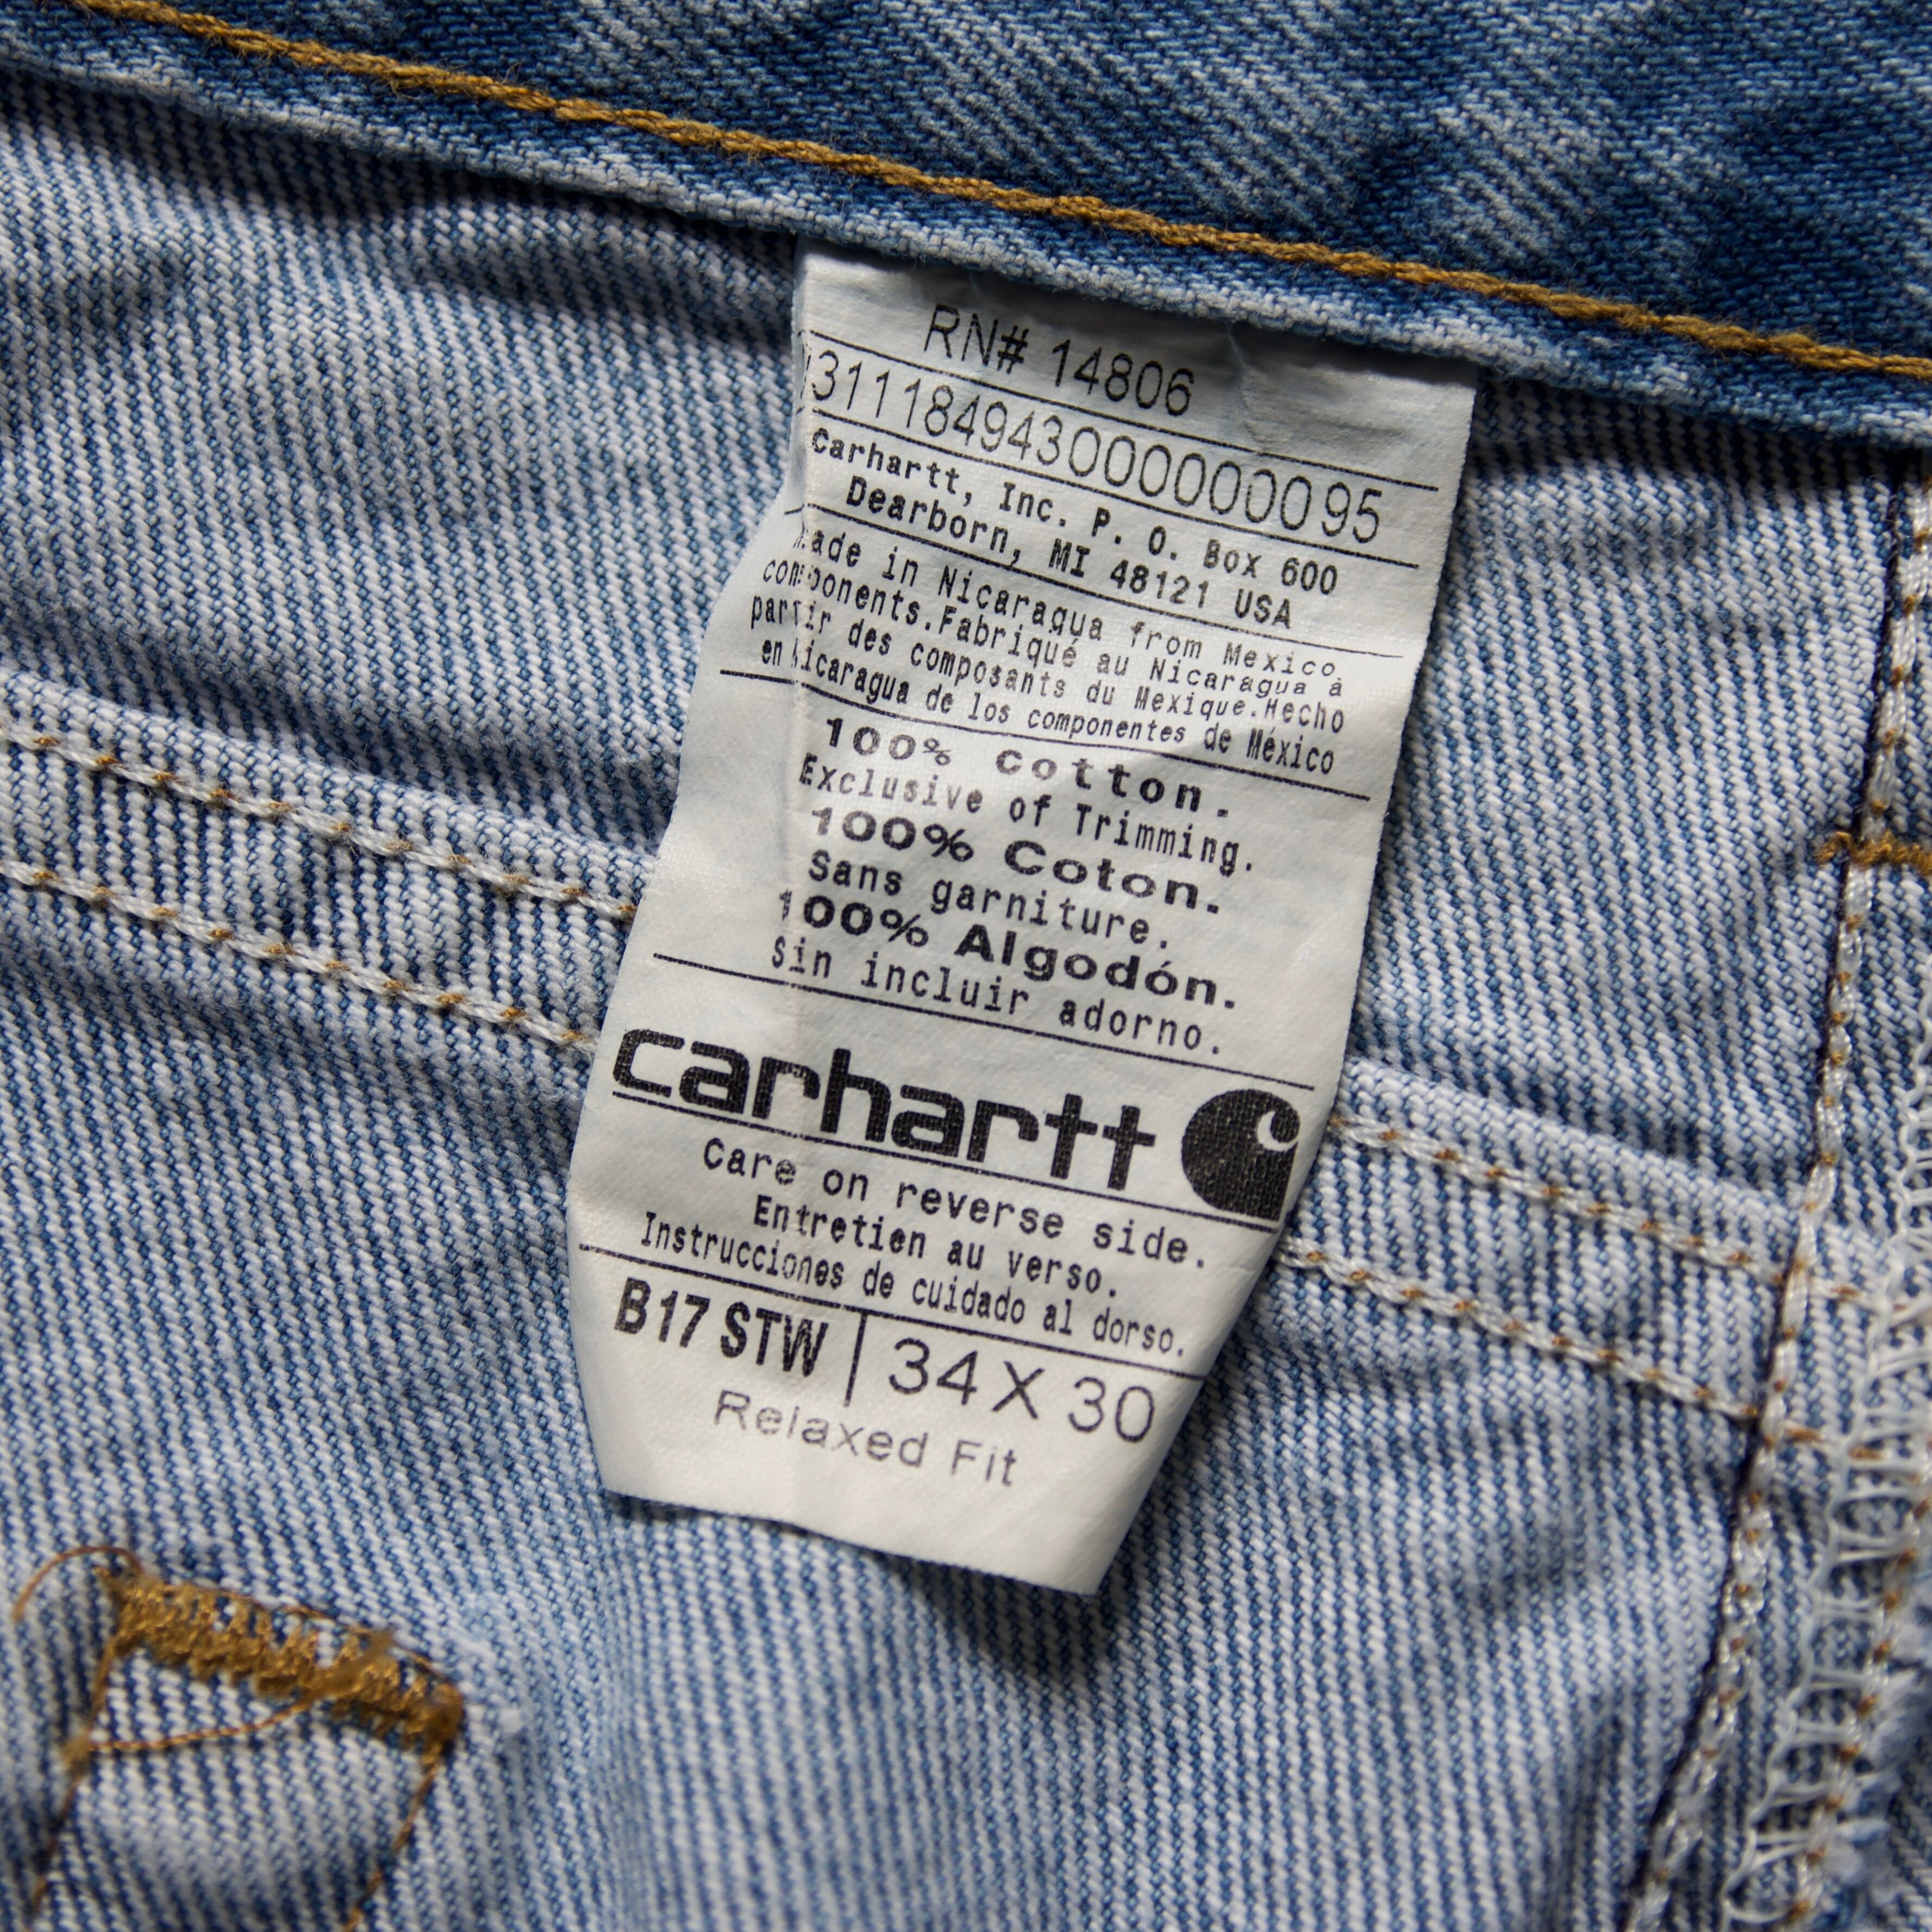 RN# 14806
311184943000000095
Carhartt, Inc. P. O. Box 600
Dearborn, MI 48121 USA
Made in Nicaragua from Mexico
components.Fabriqué au Nicaragua à
partir des composants du Mexique.Hecho
en Nicaragua de los componentes de México
100% Cotton.
Exclusive of Trimming.
100% Coton.
Sans garniture.
100% Algodón.
Sin incluir adorno.
carhartt
Care on reverse side.
Entretien au verso.
Instrucciones de cuidado al dorso.
B17 STW | 34 X 30
Relaxed Fit